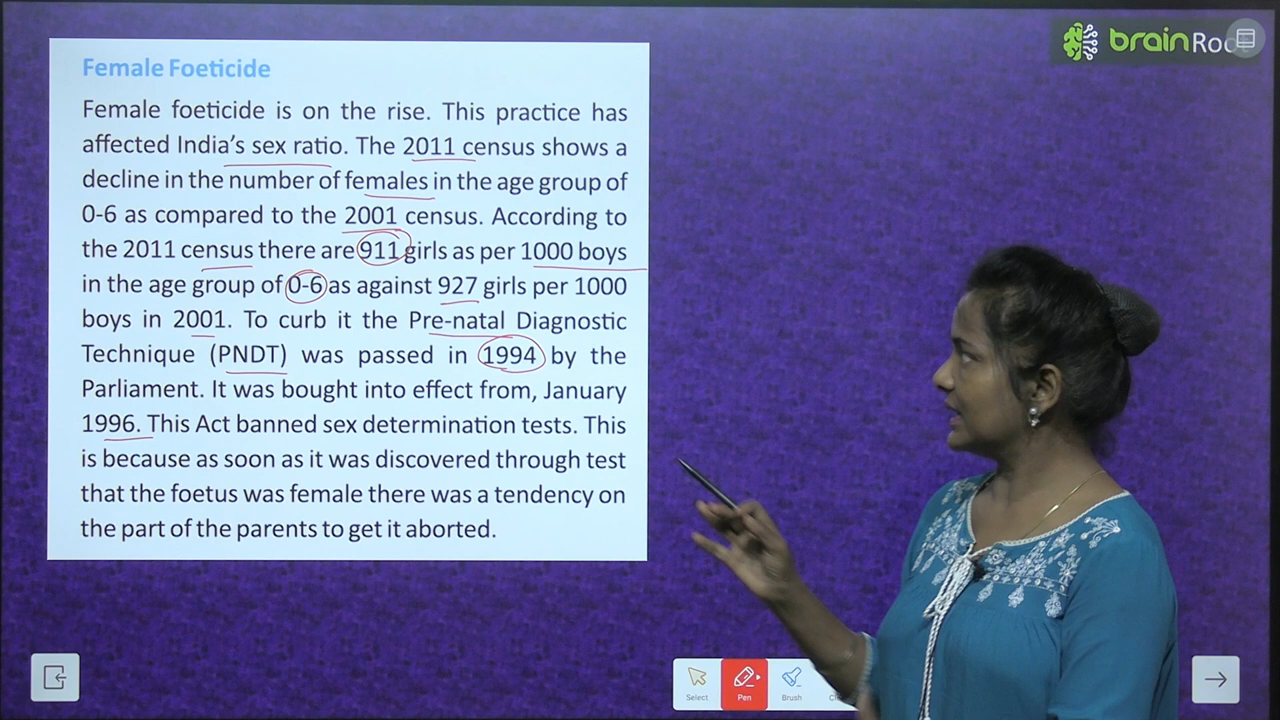 Female Foeticide
Female foeticide is on the rise. This practice has
affected India's sex ratio. The 2011 census shows a
decline in the number of females in the age group of
0-6 as compared to the 2001 census. According to
the 2011 census there are 911 girls as per 1000 boys
in the age group of 0-6 as against 927 girls per 1000
boys in 2001. To curb it the Pre-natal Diagnostic
Technique (PNDT) was passed in 1994 by the
Parliament. It was bought into effect from, January
1996. This Act banned sex determination tests. This
is because as soon as it was discovered through test
that the foetus was female there was a tendency on
the part of the parents to get it aborted.
brain
Select
Pen
Brush